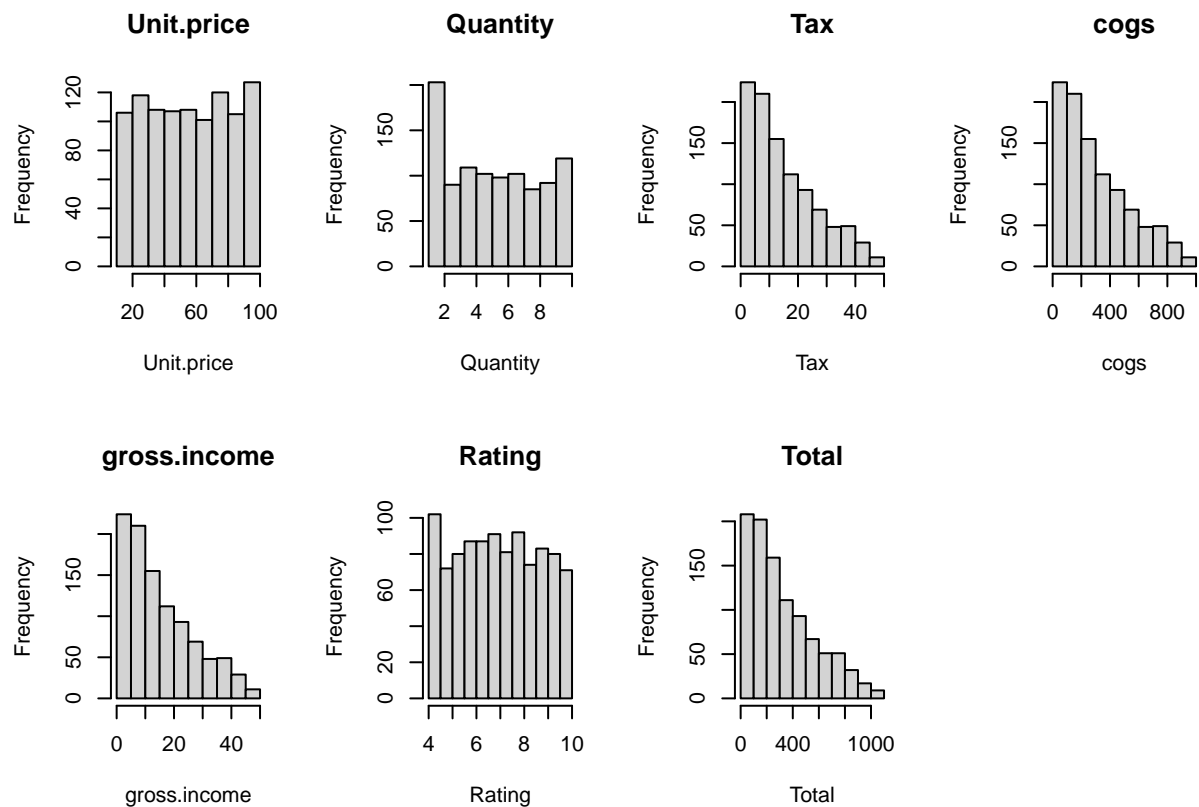 Unit.price
Quantity
Tax
cogs
Frequency
0
40
80
120
20
60
100
Unit.price
Frequency
0
50
150
2
4
6
8
Quantity
Frequency
0
50
150
0
20
40
Tax
Frequency
0
50
150
0
400
800
cogs
gross.income
Rating
Total
Frequency
0
50
150
0
20
40
gross.income
Frequency
0
20
60
100
4
6
8
10
Rating
Frequency
0
50
150
0
400
1000
Total